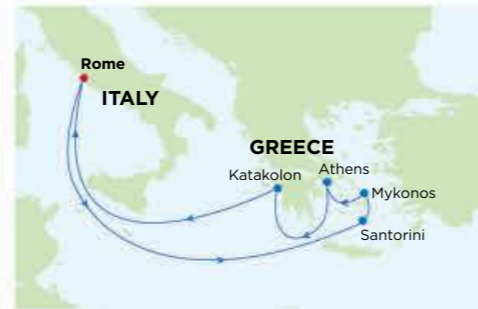 Rome
ITALY
GREECE
Athens
Katakolon
Mykonos
Santorini